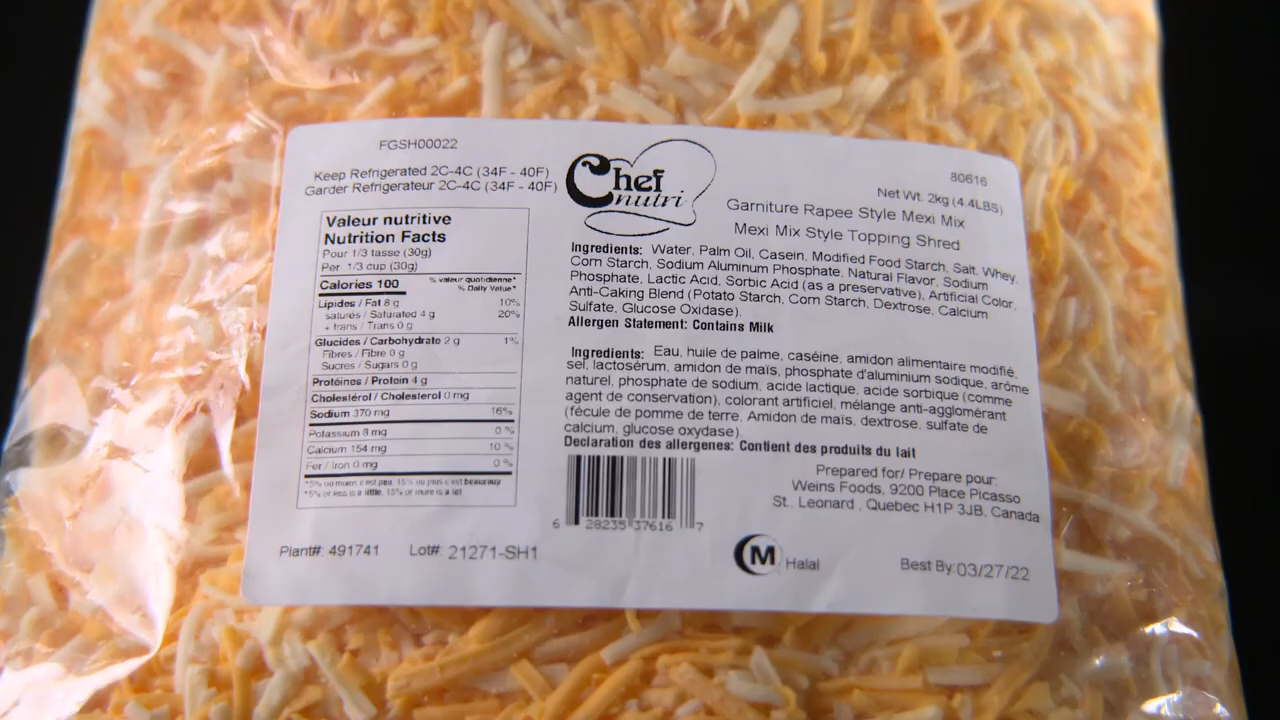 FGSH00022
Keep Refrigerated 2C-4C (34F - 40F)
Garder Refrigerateur 2C-4C (34F - 40F)
Valeur nutritive
Nutrition Facts
Pour 1/3 tasse (30g)
Per 1/3 cup (30g)
Calories 100
% valeur quotidienne*
% Daily Value*
Lipides / Fat 8 g 10%
saturés / Saturated 4 g 20%
+ trans / Trans 0 g
Glucides / Carbohydrate 2 g 1%
Fibres / Fibre 0 g
Sucres / Sugars 0 g
Protéines / Protein 4 g
Cholestérol / Cholesterol 0 mg
Sodium 370 mg 16%
Potassium 8 mg 0 %
Calcium 154 mg 10 %
Fer / Iron 0 mg 0 %
*5% ou moins c'est peu, 15% ou plus c'est beaucoup
*5% or less is a little, 15% or more is a lot
Plant#: 491741 Lot#: 21271-SH1
Chef
nutri
80616
Net Wt. 2kg (4.4LBS)
Garniture Rapee Style Mexi Mix
Mexi Mix Style Topping Shred
Ingredients: Water, Palm Oil, Casein, Modified Food Starch, Salt, Whey,
Corn Starch, Sodium Aluminum Phosphate, Natural Flavor, Sodium
Phosphate, Lactic Acid, Sorbic Acid (as a preservative), Artificial Color,
Anti-Caking Blend (Potato Starch, Corn Starch, Dextrose, Calcium
Sulfate, Glucose Oxidase).
Allergen Statement: Contains Milk
Ingredients: Eau, huile de palme, caséine, amidon alimentaire modifié,
sel, lactosérum, amidon de maïs, phosphate d'aluminium sodique, arôme
naturel, phosphate de sodium, acide lactique, acide sorbique (comme
agent de conservation), colorant artificiel, mélange anti-agglomérant
(fécule de pomme de terre, Amidon de maïs, dextrose, sulfate de
calcium, glucose oxydase)
Declaration des allergenes: Contient des produits du lait
6 28235 37616 7
Prepared for/ Prepare pour:
Weins Foods, 9200 Place Picasso
St. Leonard , Quebec H1P 3JB, Canada
M Halal
Best By:03/27/22